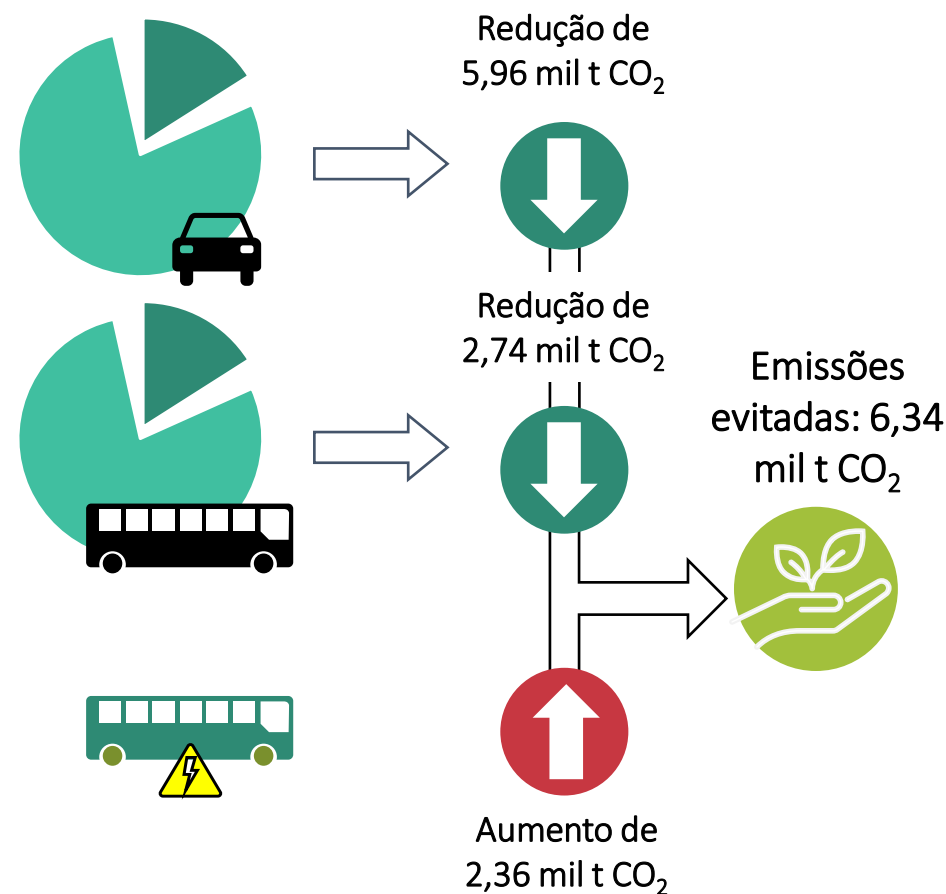 Redução de
5,96 mil t CO₂
Redução de
2,74 mil t CO₂
Emissões
evitadas: 6,34
mil t CO₂
Aumento de
2,36 mil t CO₂